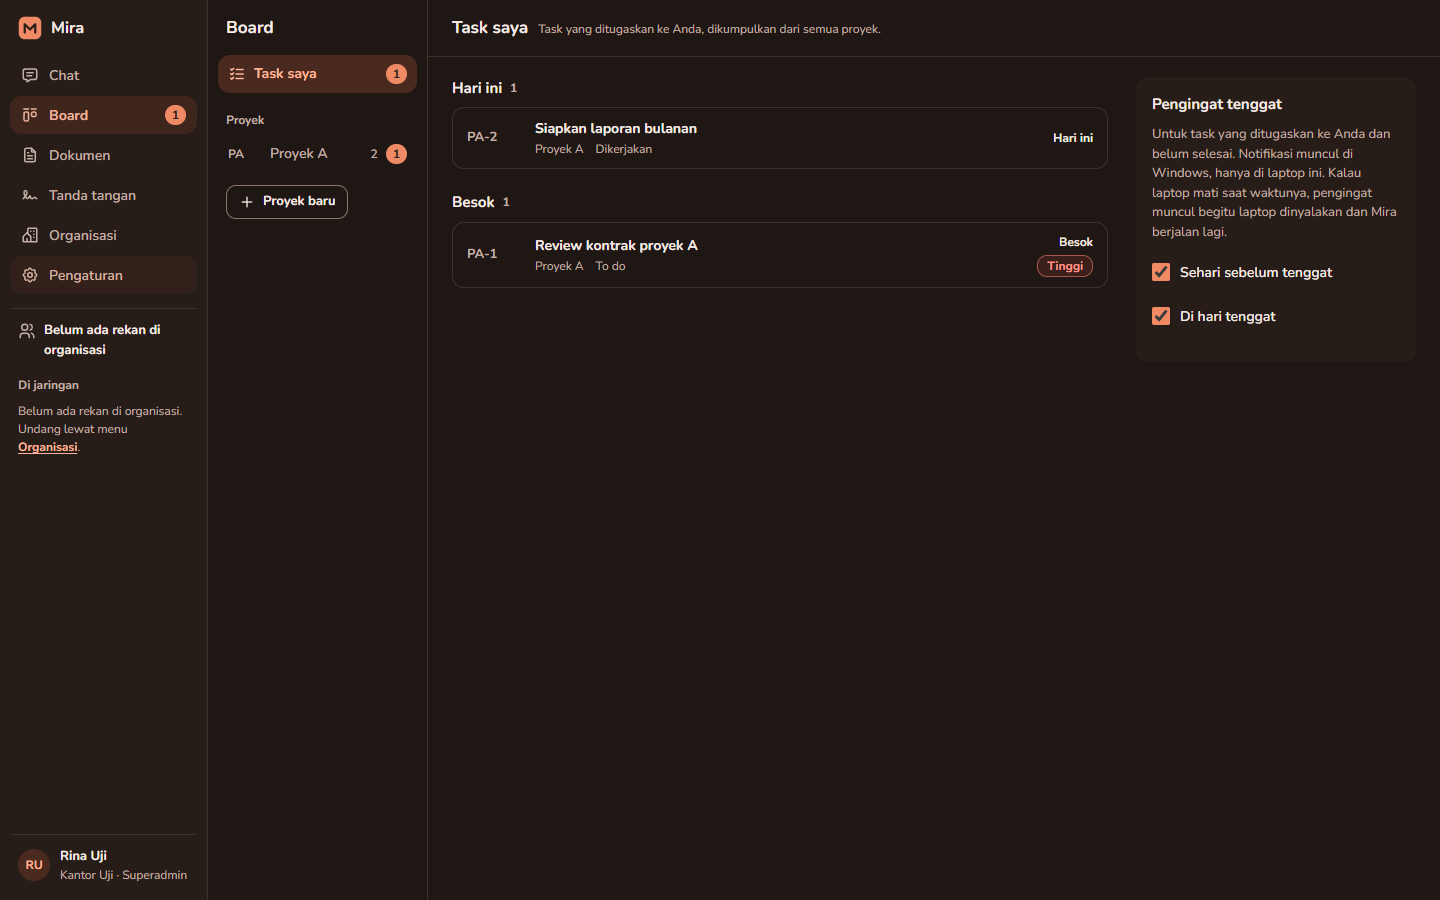 Mira
Chat
Board 1
Dokumen
Tanda tangan
Organisasi
Pengaturan
Belum ada rekan di
organisasi
Di jaringan
Belum ada rekan di organisasi.
Undang lewat menu
Organisasi.
RU
Rina Uji
Kantor Uji · Superadmin
Board
Task saya 1
Proyek
PA Proyek A 2 1
Proyek baru
Task saya Task yang ditugaskan ke Anda, dikumpulkan dari semua proyek.
Hari ini 1
PA-2
Siapkan laporan bulanan
Proyek A Dikerjakan
Hari ini
Besok 1
PA-1
Review kontrak proyek A
Proyek A To do
Besok
Tinggi
Pengingat tenggat
Untuk task yang ditugaskan ke Anda dan
belum selesai. Notifikasi muncul di
Windows, hanya di laptop ini. Kalau
laptop mati saat waktunya, pengingat
muncul begitu laptop dinyalakan dan Mira
berjalan lagi.
Sehari sebelum tenggat
Di hari tenggat